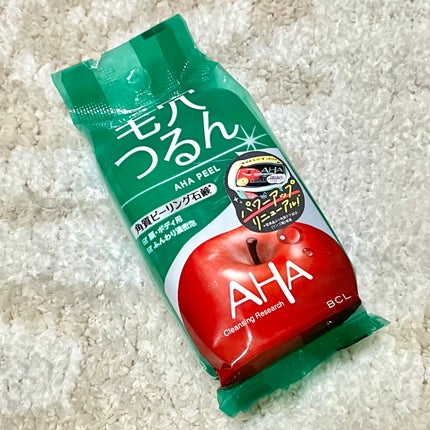 毛穴
つるん
AHA PEEL
角質ピーリング石鹸
顔・ボディ用
ふんわり濃密泡
AHA
パワーアップ
リニューアル!
AHA
Cleansing Research
BCL